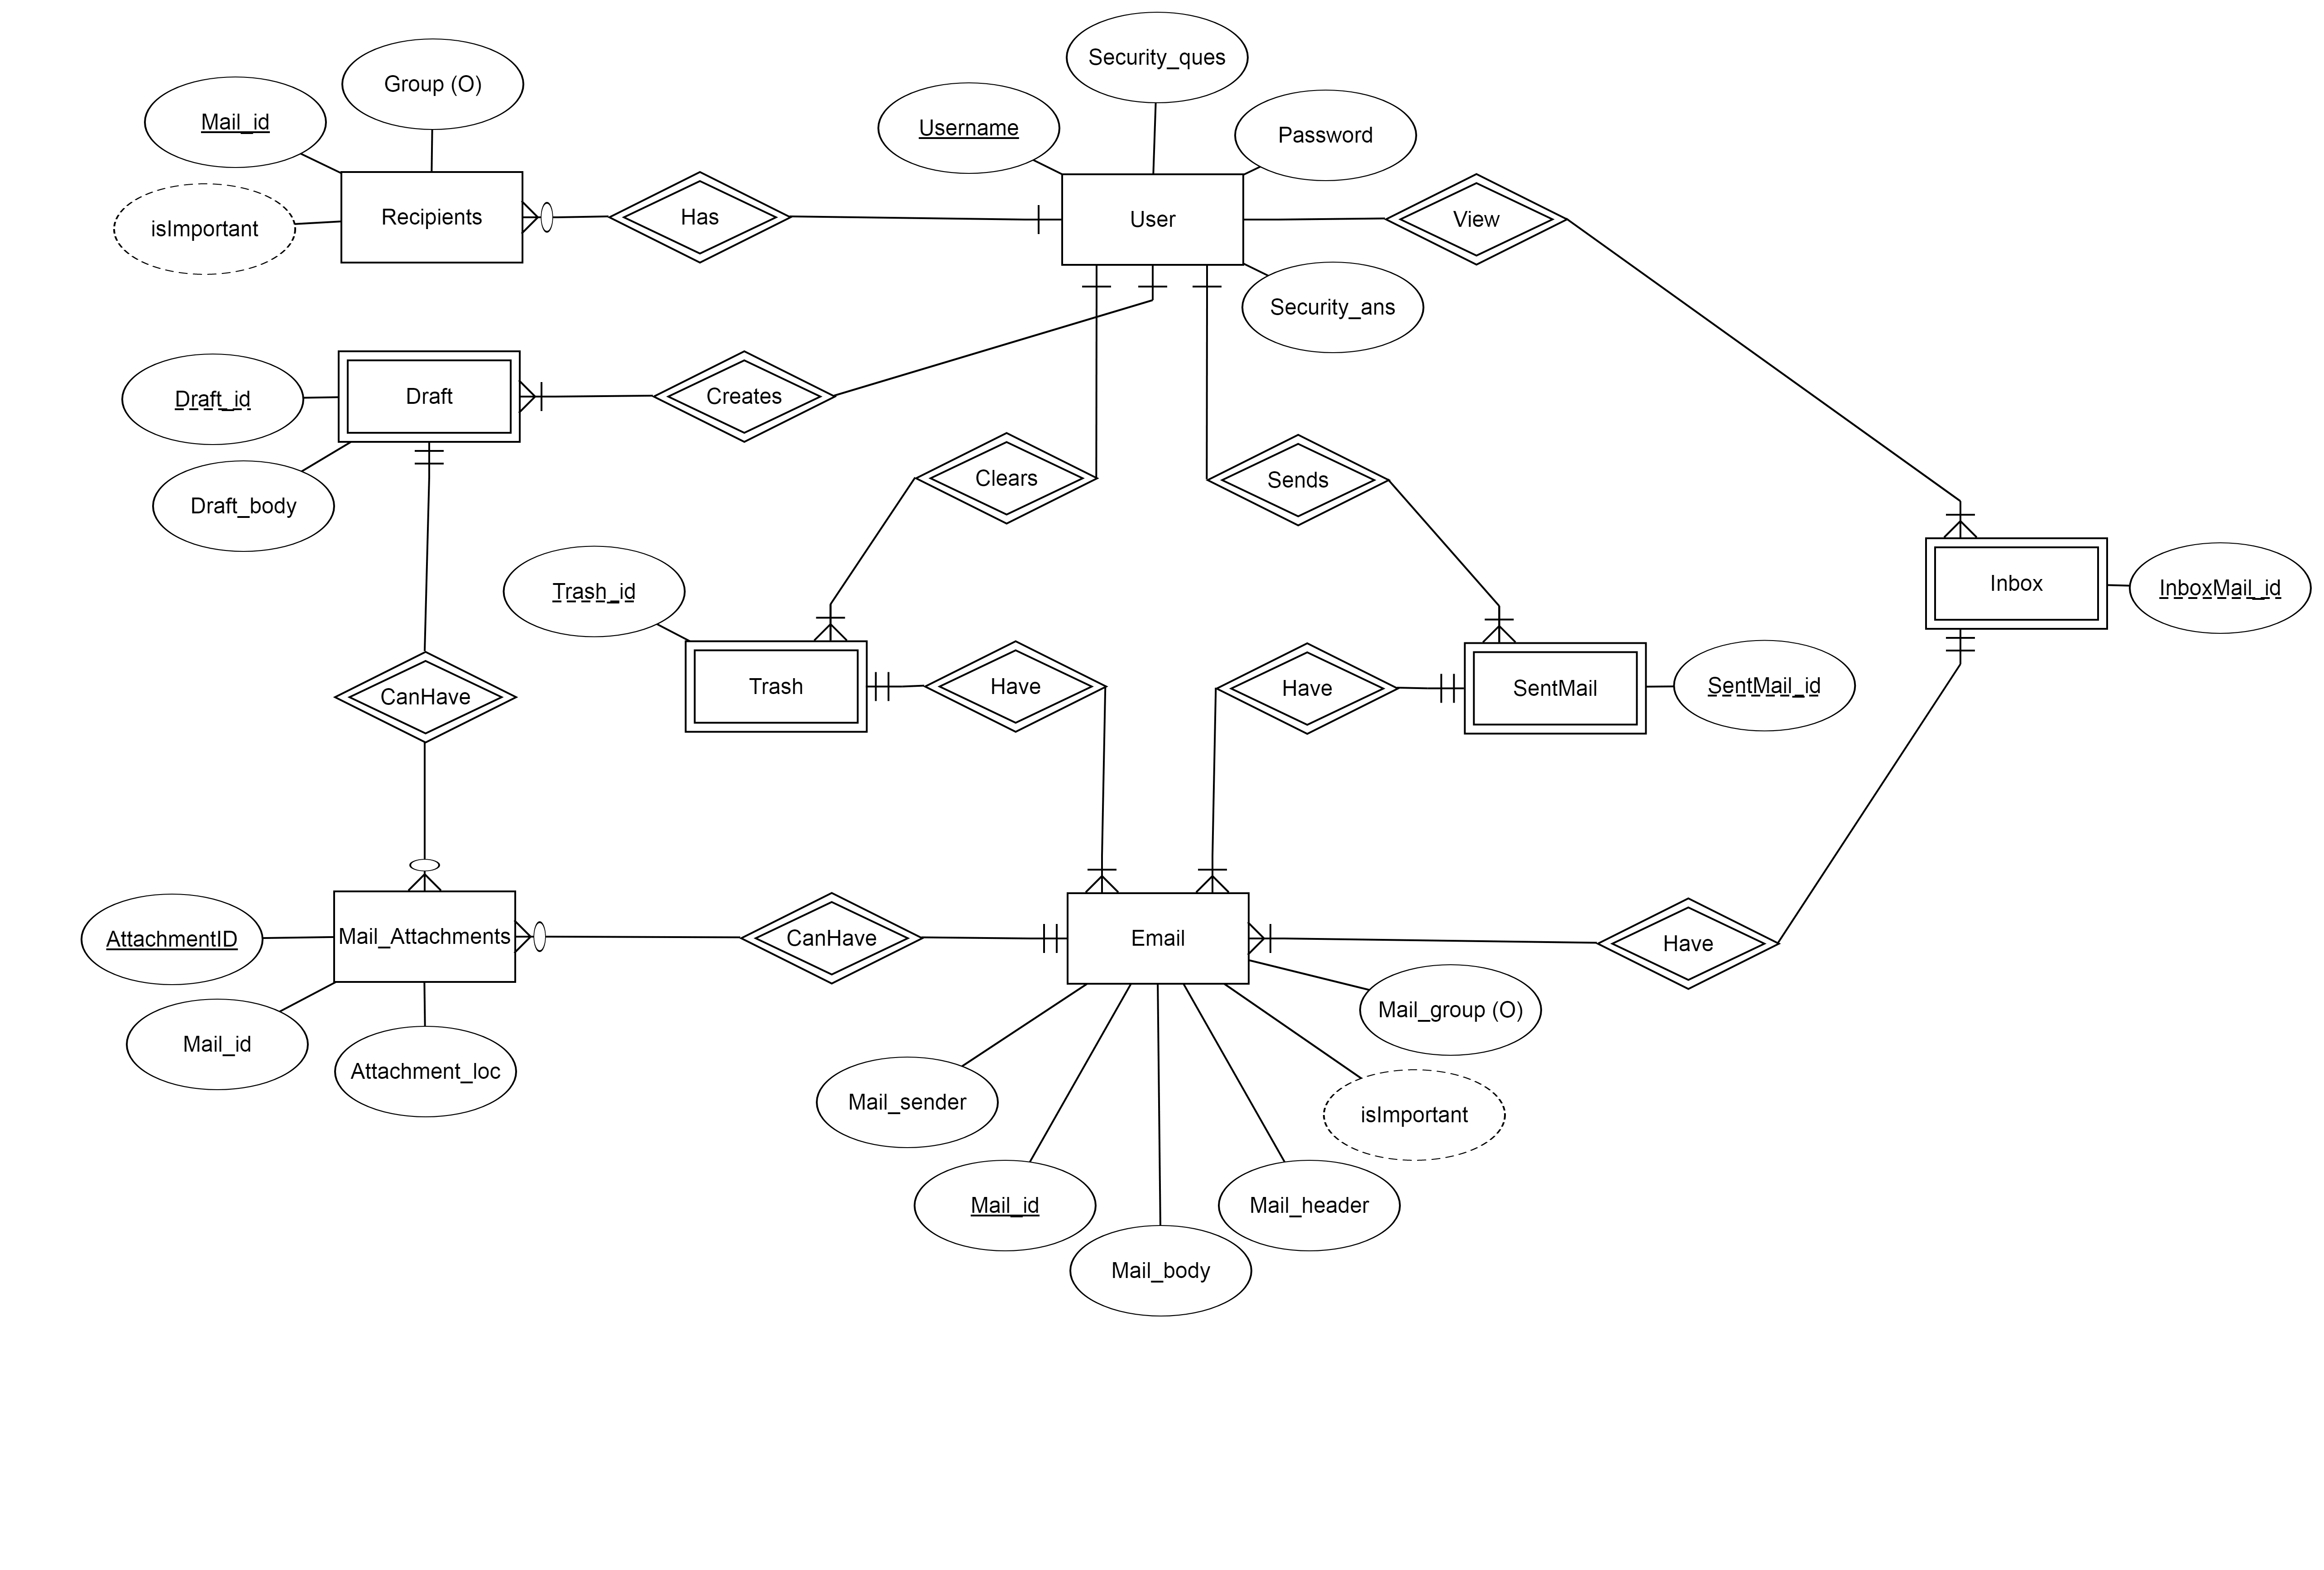 Security_ques
Group (O)
Mail_id
Username
Password
Recipients
Has
User
View
isImportant
Security_ans
Draft_id
Draft
Creates
Draft_body
Clears
Sends
Inbox
InboxMail_id
Trash_id
Trash
Have
Have
SentMail
SentMail_id
CanHave
AttachmentID
Mail_Attachments
CanHave
Email
Have
Mail_id
Attachment_loc
Mail_group (O)
Mail_sender
isImportant
Mail_id
Mail_header
Mail_body